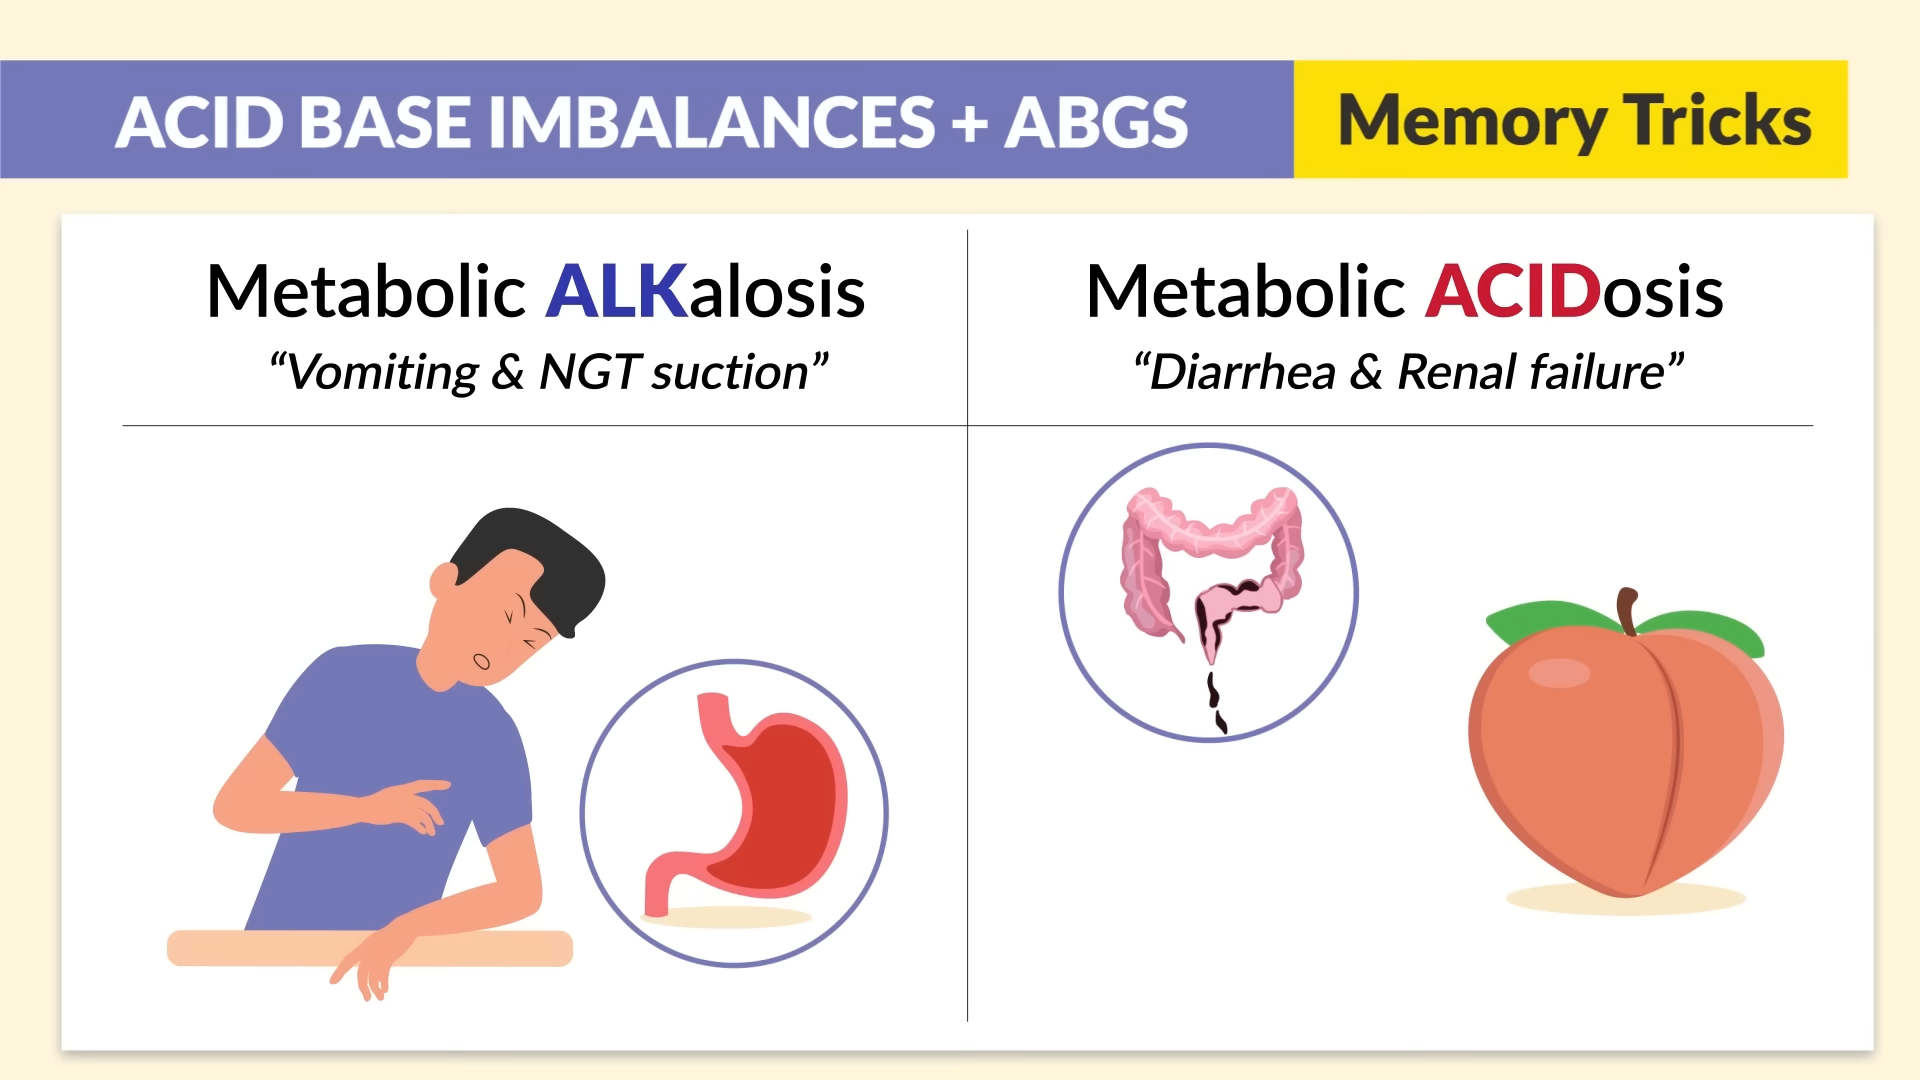 ACID BASE IMBALANCES + ABGS Memory Tricks
Metabolic ALKalosis
“Vomiting & NGT suction”
Metabolic ACIDosis
“Diarrhea & Renal failure”